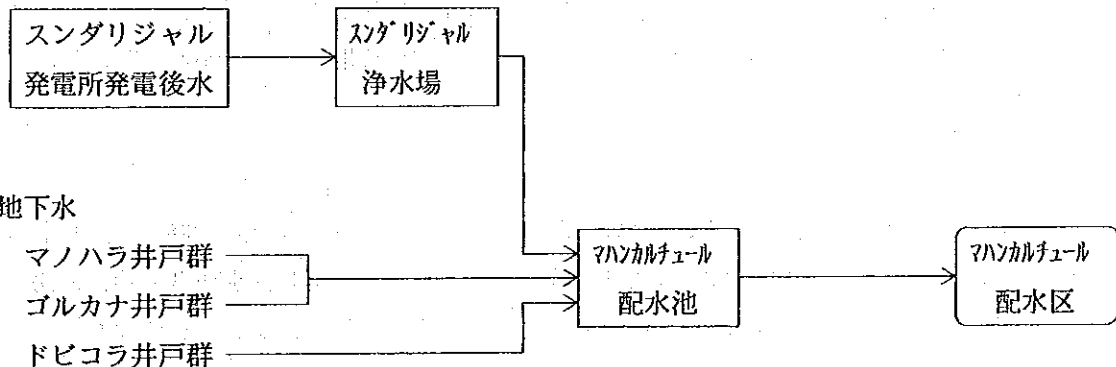 スンダリジャル
発電所発電後水
ｽﾝﾀﾞﾘｼﾞｬﾙ
浄水場
地下水
マノハラ井戸群
ゴルカナ井戸群
ドビコラ井戸群
ﾏﾊﾝｶﾙﾁｭｰﾙ
配水池
ﾏﾊﾝｶﾙﾁｭｰﾙ
配水区